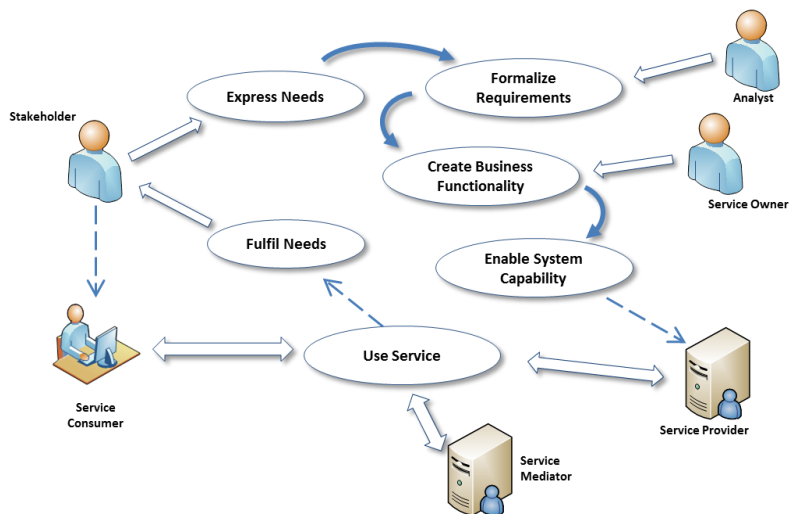 Formalize
Requirements
Analyst
Express Needs
Stakeholder
Create Business
Functionality
Service Owner
Fulfil Needs
Enable System
Capability
Use Service
Service
Consumer
Service Provider
Service
Mediator